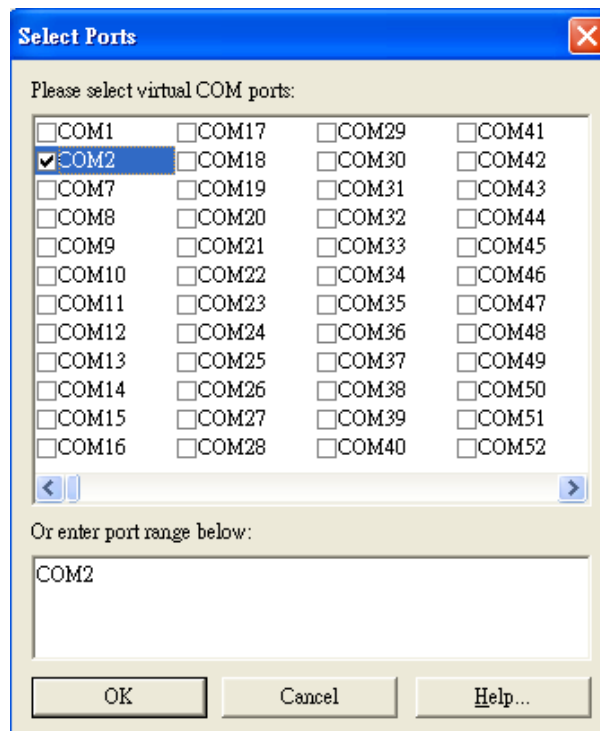 Select Ports
Please select virtual COM ports:
COM1 COM17 COM29 COM41
COM2 COM18 COM30 COM42
COM7 COM19 COM31 COM43
COM8 COM20 COM32 COM44
COM9 COM21 COM33 COM45
COM10 COM22 COM34 COM46
COM11 COM23 COM35 COM47
COM12 COM24 COM36 COM48
COM13 COM25 COM37 COM49
COM14 COM26 COM38 COM50
COM15 COM27 COM39 COM51
COM16 COM28 COM40 COM52
Or enter port range below:
COM2
OK Cancel Help...